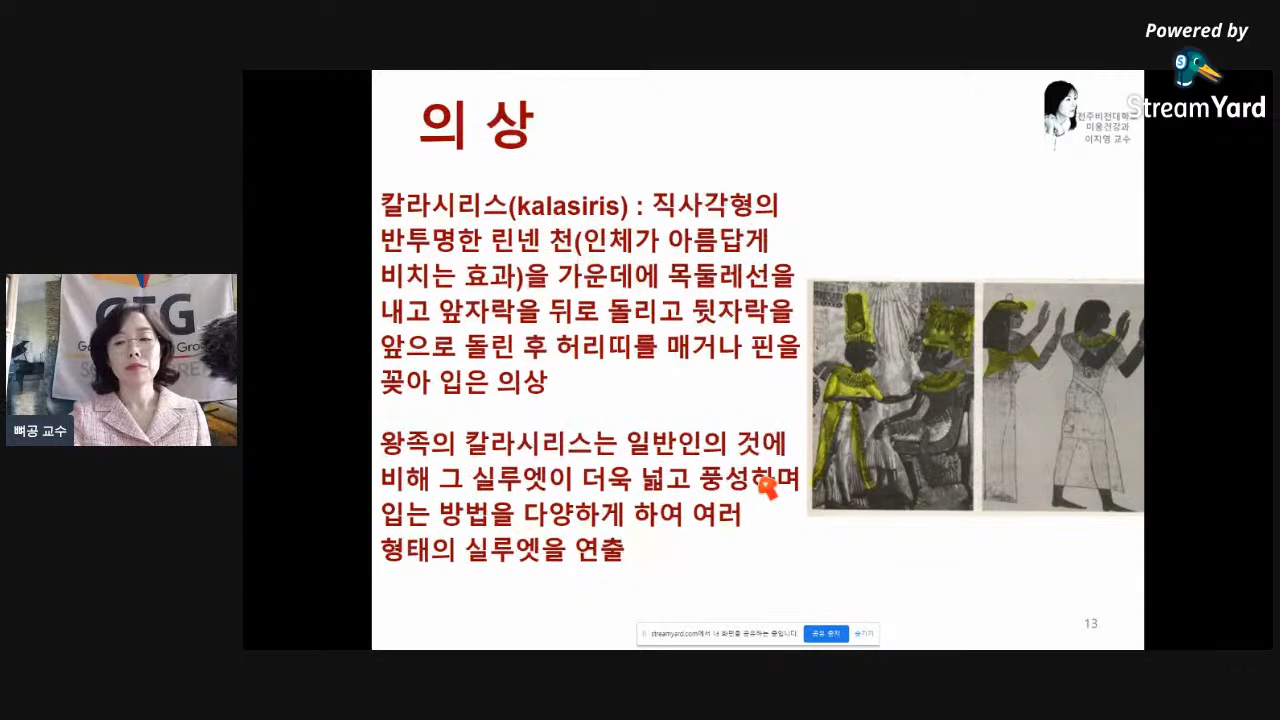 Powered by
StreamYard
의 상
전주비전대학교
미용건강과
이지영 교수
칼라시리스(kalasiris) : 직사각형의
반투명한 린넨 천(인체가 아름답게
비치는 효과)을 가운데에 목둘레선을
내고 앞자락을 뒤로 돌리고 뒷자락을
앞으로 돌린 후 허리띠를 매거나 핀을
꽂아 입은 의상
왕족의 칼라시리스는 일반인의 것에
비해 그 실루엣이 더욱 넓고 풍성하며
입는 방법을 다양하게 하여 여러
형태의 실루엣을 연출
뼈공 교수
streamyard.com에서 내 화면을 공유하는 중입니다.
공유 중지
숨기기
13